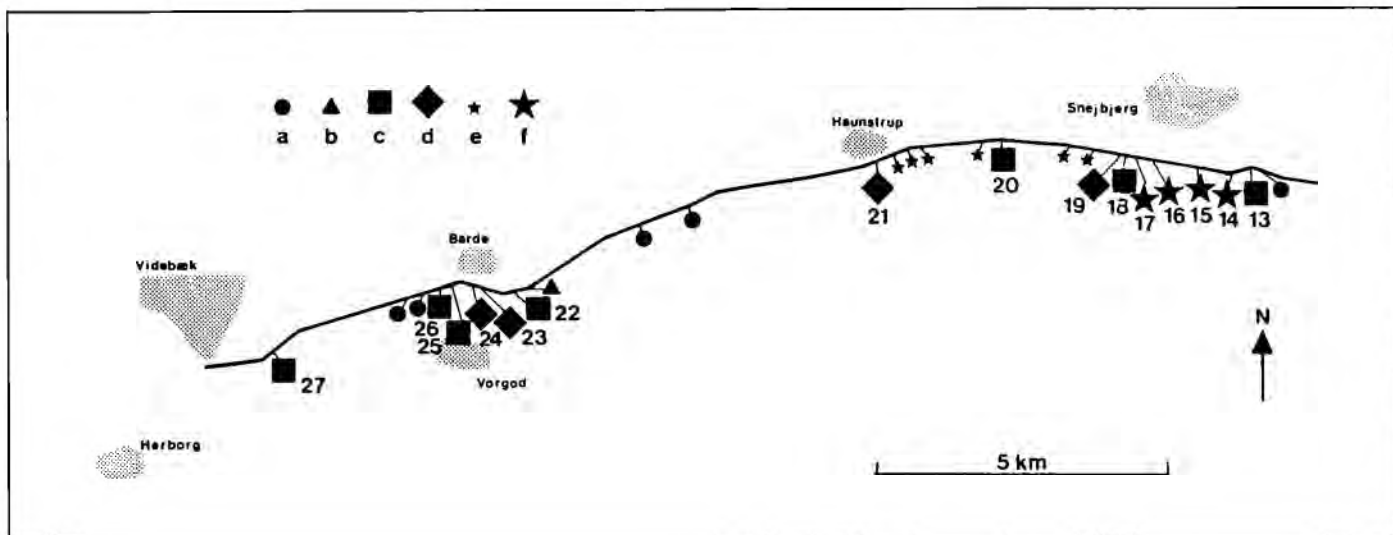 a b c d e f
Snejbjerg
Haunstrup
20
21
19 18 17 16 15 14 13
Barde
Videbæk
26 25 24 23 22
Vorgod
27
N
Herborg
5 km